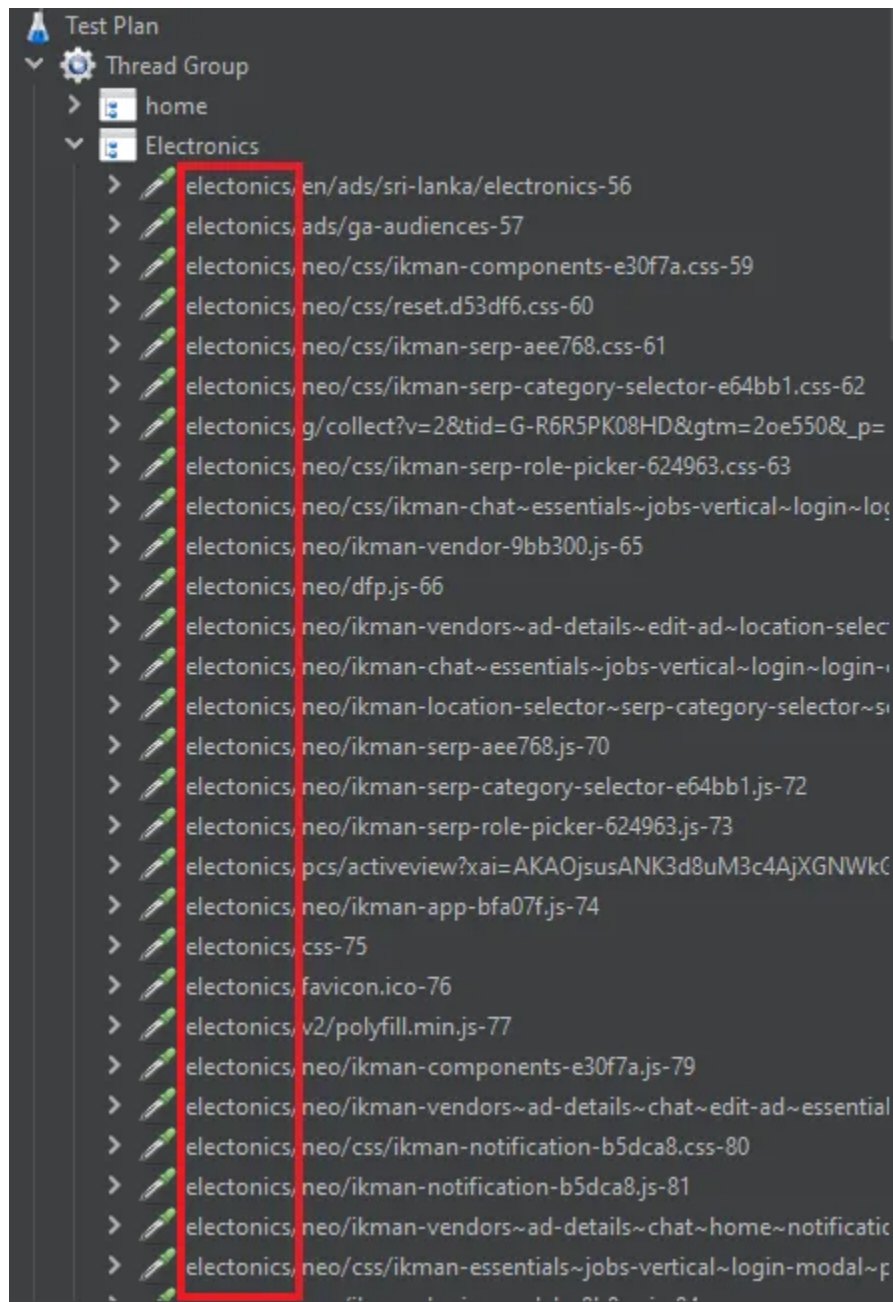 Test Plan
Thread Group
home
Electronics
electonics/en/ads/sri-lanka/electronics-56
electonics/ads/ga-audiences-57
electonics/neo/css/ikman-components-e30f7a.css-59
electonics/neo/css/reset.d53df6.css-60
electonics/neo/css/ikman-serp-aee768.css-61
electonics/neo/css/ikman-serp-category-selector-e64bb1.css-62
electonics/g/collect?v=2&tid=G-R6R5PK08HD&gtm=2oe550&_p=
electonics/neo/css/ikman-serp-role-picker-624963.css-63
electonics/neo/css/ikman-chat~essentials~jobs-vertical~login~log
electonics/neo/ikman-vendor-9bb300.js-65
electonics/neo/dfp.js-66
electonics/neo/ikman-vendors~ad-details~edit-ad~location-selec
electonics/neo/ikman-chat~essentials~jobs-vertical~login~login-
electonics/neo/ikman-location-selector~serp-category-selector~s
electonics/neo/ikman-serp-aee768.js-70
electonics/neo/ikman-serp-category-selector-e64bb1.js-72
electonics/neo/ikman-serp-role-picker-624963.js-73
electonics/pcs/activeview?xai=AKAOjsusANK3d8uM3c4AjXGNWk
electonics/neo/ikman-app-bfa07f.js-74
electonics/css-75
electonics/favicon.ico-76
electonics/v2/polyfill.min.js-77
electonics/neo/ikman-components-e30f7a.js-79
electonics/neo/ikman-vendors~ad-details~chat~edit-ad~essential
electonics/neo/css/ikman-notification-b5dca8.css-80
electonics/neo/ikman-notification-b5dca8.js-81
electonics/neo/ikman-vendors~ad-details~chat~home~notificatic
electonics/neo/css/ikman-essentials~jobs-vertical~login-modal~p